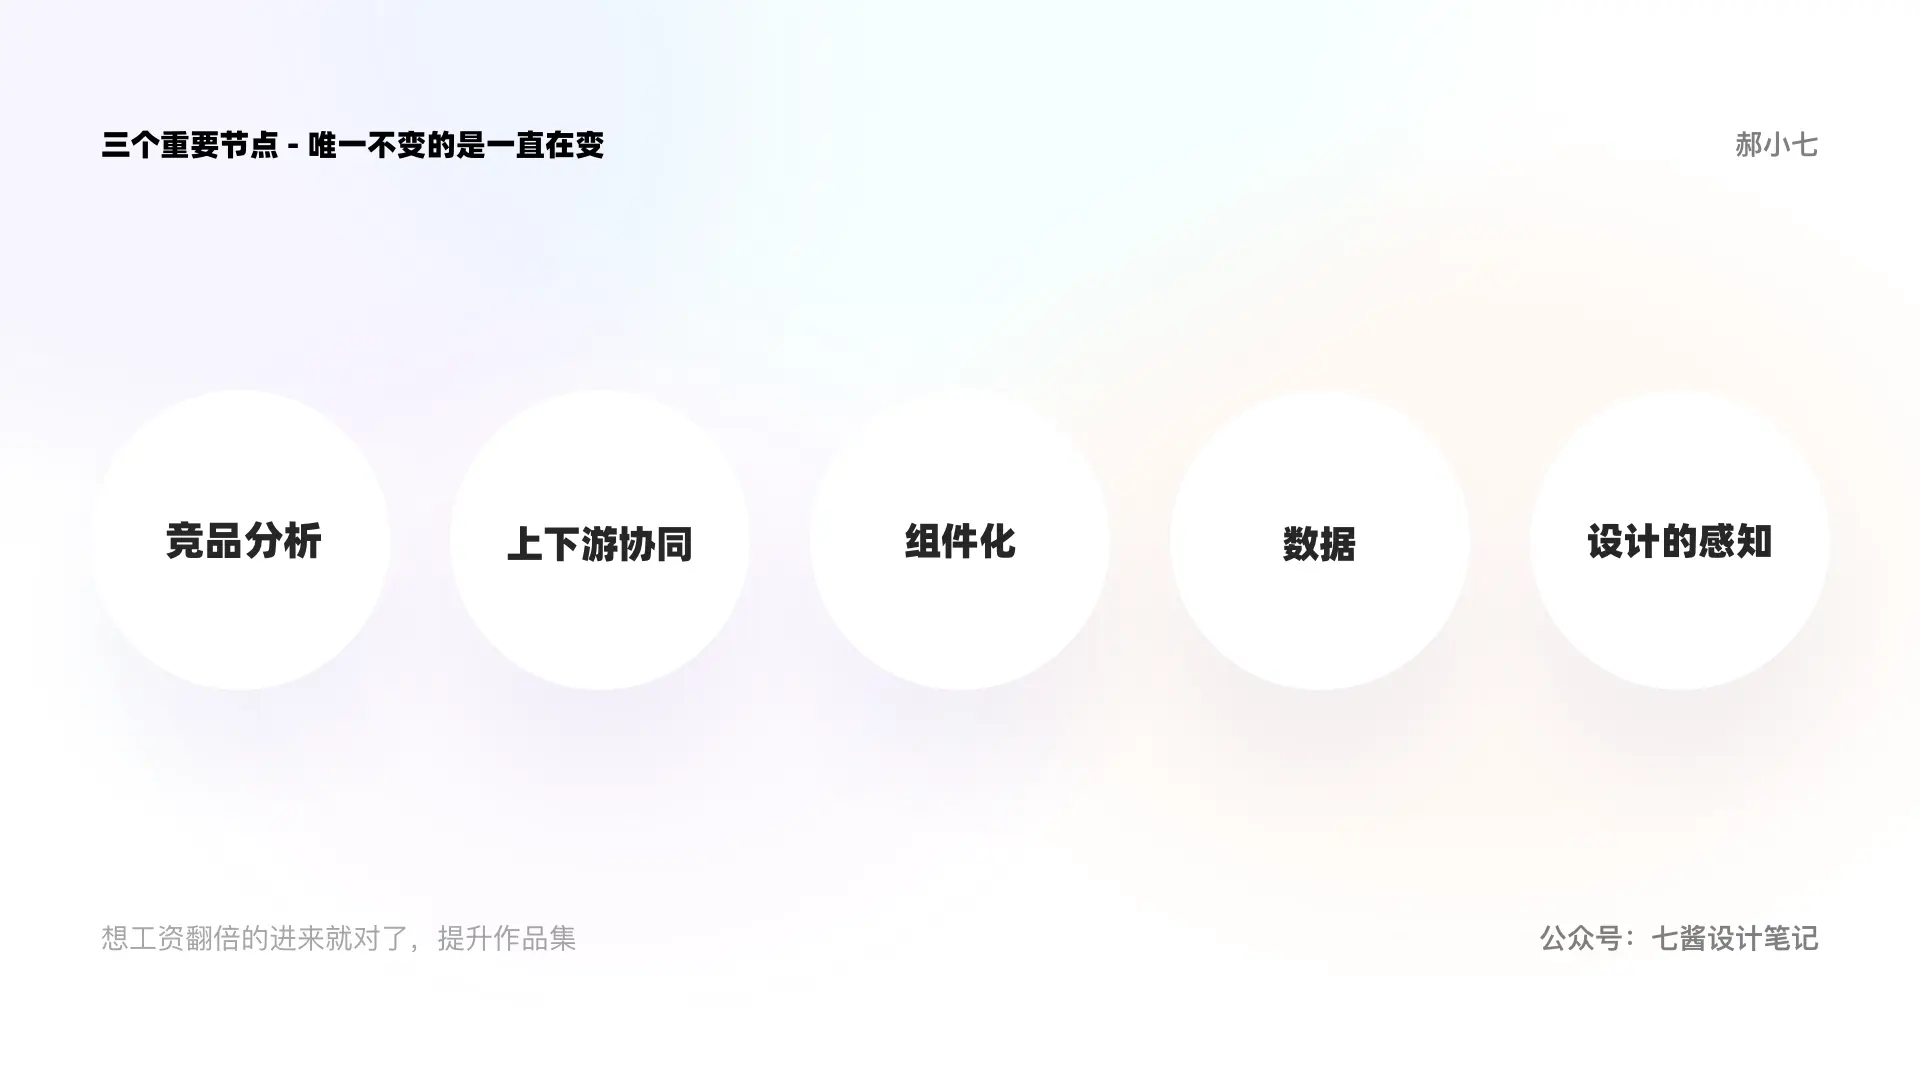 三个重要节点 - 唯一不变的是一直在变
郝小七
竞品分析
上下游协同
组件化
数据
设计的感知
想工资翻倍的进来就对了，提升作品集
公众号：七酱设计笔记